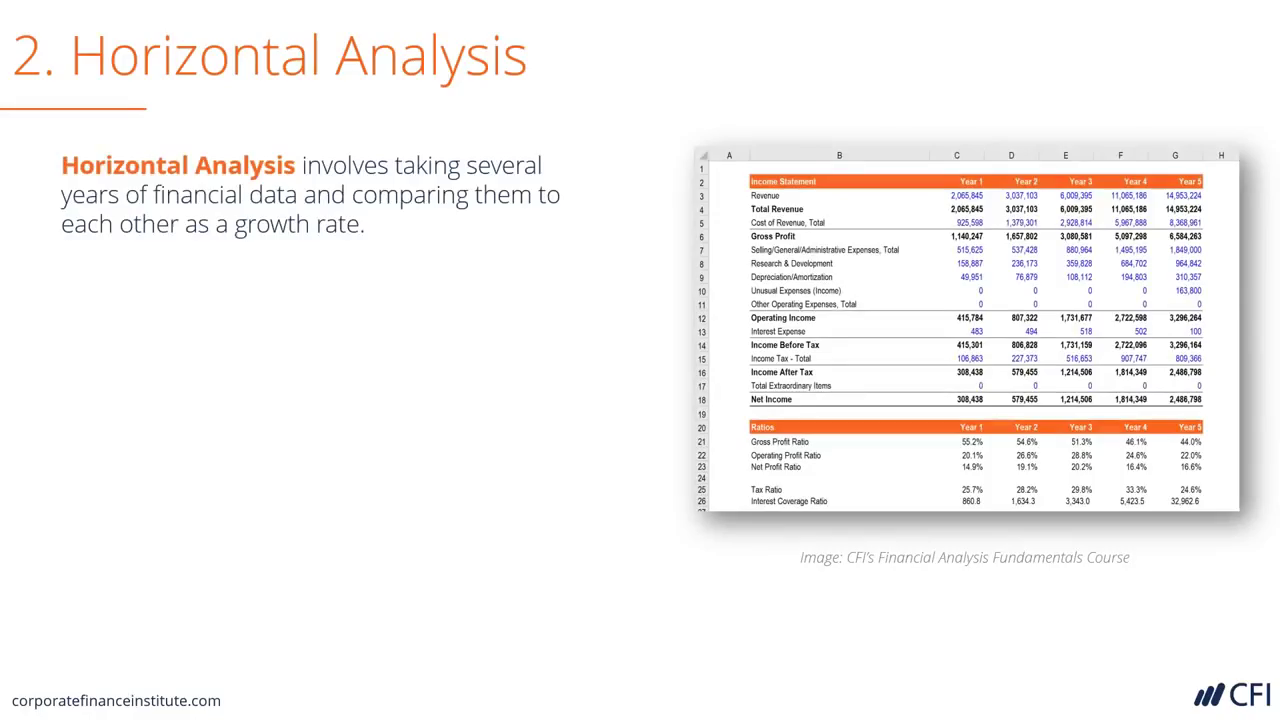 2. Horizontal Analysis
Horizontal Analysis involves taking several
years of financial data and comparing them to
each other as a growth rate.
A B C D E F G H
1
2 Income Statement Year 1 Year 2 Year 3 Year 4 Year 5
3 Revenue 2,065,845 3,037,103 6,009,395 11,065,186 14,953,224
4 Total Revenue 2,065,845 3,037,103 6,009,395 11,065,186 14,953,224
5 Cost of Revenue, Total 925,598 1,379,301 2,928,814 5,967,888 8,368,961
6 Gross Profit 1,140,247 1,657,802 3,080,581 5,097,298 6,584,263
7 Selling/General/Administrative Expenses, Total 515,625 537,428 880,964 1,495,195 1,849,000
8 Research & Development 158,887 236,173 359,828 684,702 964,842
9 Depreciation/Amortization 49,951 76,879 108,112 194,803 310,357
10 Unusual Expenses (Income) 0 0 0 0 163,800
11 Other Operating Expenses, Total 0 0 0 0 0
12 Operating Income 415,784 807,322 1,731,677 2,722,598 3,296,264
13 Interest Expense 483 494 518 502 100
14 Income Before Tax 415,301 806,828 1,731,159 2,722,096 3,296,164
15 Income Tax - Total 106,863 227,373 516,653 907,747 809,366
16 Income After Tax 308,438 579,455 1,214,506 1,814,349 2,486,798
17 Total Extraordinary Items 0 0 0 0 0
18 Net Income 308,438 579,455 1,214,506 1,814,349 2,486,798
19
20 Ratios Year 1 Year 2 Year 3 Year 4 Year 5
21 Gross Profit Ratio 55.2% 54.6% 51.3% 46.1% 44.0%
22 Operating Profit Ratio 20.1% 26.6% 28.8% 24.6% 22.0%
23 Net Profit Ratio 14.9% 19.1% 20.2% 16.4% 16.6%
24
25 Tax Ratio 25.7% 28.2% 29.8% 33.3% 24.6%
26 Interest Coverage Ratio 860.8 1,634.3 3,343.0 5,423.5 32,962.6
Image: CFI's Financial Analysis Fundamentals Course
corporatefinanceinstitute.com
CFI